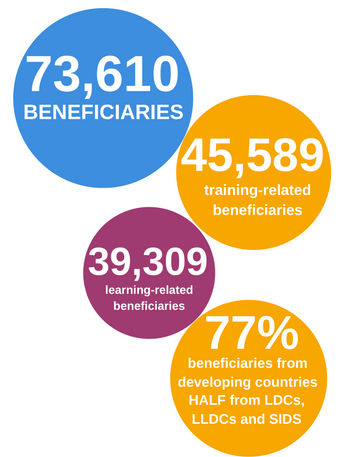 73,610
BENEFICIARIES
45,589
training-related
beneficiaries
39,309
learning-related
beneficiaries
77%
beneficiaries from
developing countries
HALF from LDCs,
LLDCs and SIDS